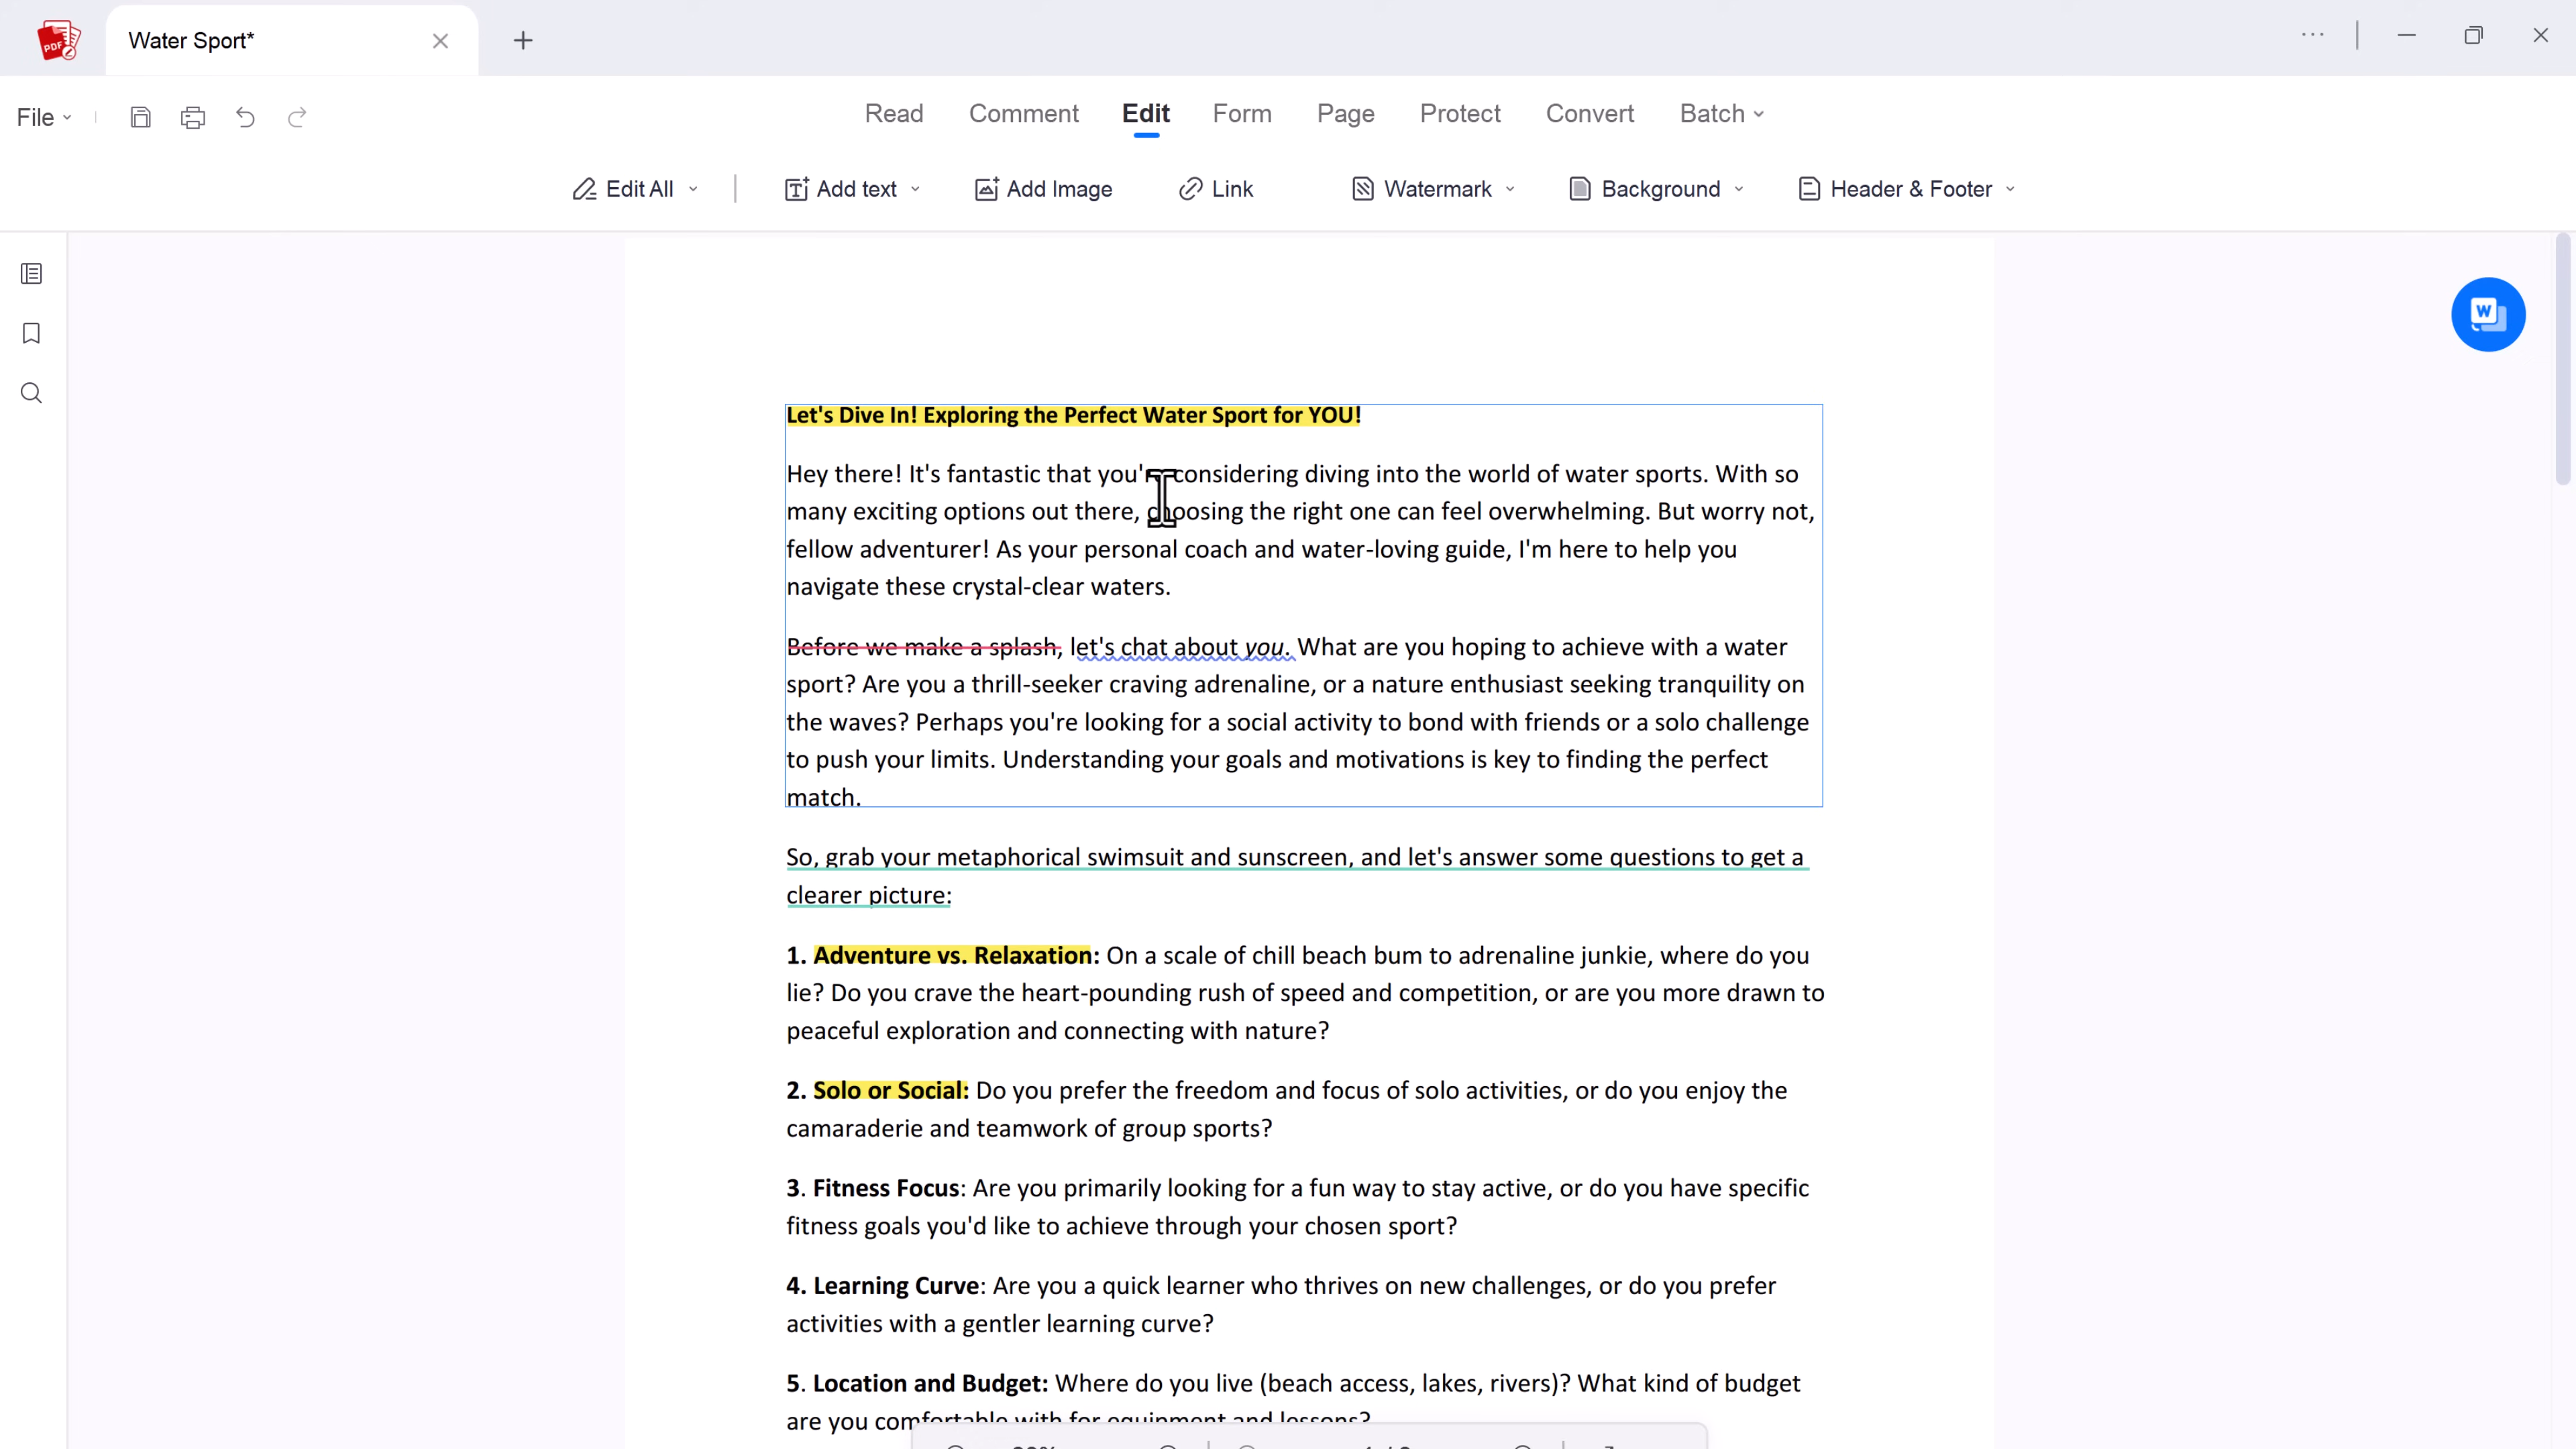 PDF
Water Sport*
File
Read Comment Edit Form Page Protect Convert Batch
Edit All Add text Add Image Link Watermark Background Header & Footer
W
Let's Dive In! Exploring the Perfect Water Sport for YOU!
Hey there! It's fantastic that you're considering diving into the world of water sports. With so
many exciting options out there, choosing the right one can feel overwhelming. But worry not,
fellow adventurer! As your personal coach and water-loving guide, I'm here to help you
navigate these crystal-clear waters.
Before we make a splash, let's chat about you. What are you hoping to achieve with a water
sport? Are you a thrill-seeker craving adrenaline, or a nature enthusiast seeking tranquility on
the waves? Perhaps you're looking for a social activity to bond with friends or a solo challenge
to push your limits. Understanding your goals and motivations is key to finding the perfect
match.
So, grab your metaphorical swimsuit and sunscreen, and let's answer some questions to get a
clearer picture:
1. Adventure vs. Relaxation: On a scale of chill beach bum to adrenaline junkie, where do you
lie? Do you crave the heart-pounding rush of speed and competition, or are you more drawn to
peaceful exploration and connecting with nature?
2. Solo or Social: Do you prefer the freedom and focus of solo activities, or do you enjoy the
camaraderie and teamwork of group sports?
3. Fitness Focus: Are you primarily looking for a fun way to stay active, or do you have specific
fitness goals you'd like to achieve through your chosen sport?
4. Learning Curve: Are you a quick learner who thrives on new challenges, or do you prefer
activities with a gentler learning curve?
5. Location and Budget: Where do you live (beach access, lakes, rivers)? What kind of budget
are you comfortable with for equipment and lessons?